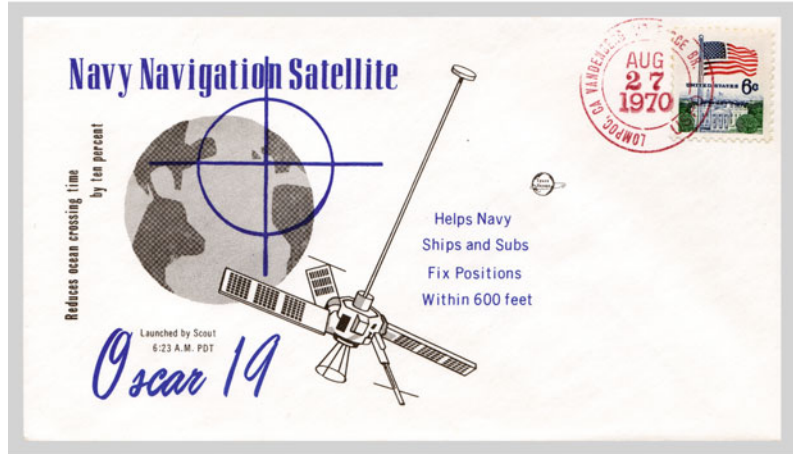 Navy Navigation Satellite
Reduces ocean crossing time
by ten percent
Helps Navy
Ships and Subs
Fix Positions
Within 600 feet
Launched by Scout
6:23 A.M. PDT
Oscar 19
LOMPOC, CA VANDENBERG
AUG
27
1970
UNITED STATES 6c